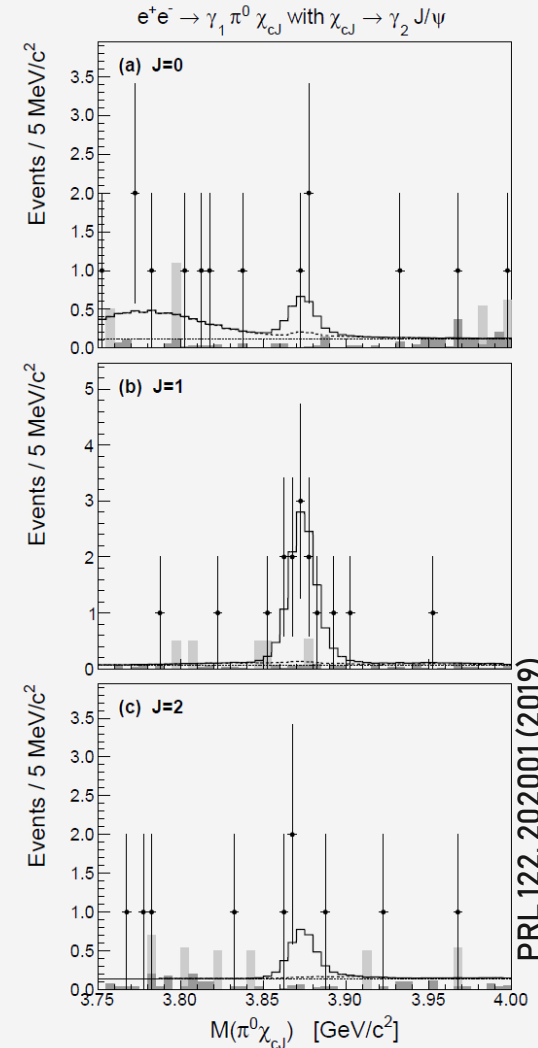 e⁺e⁻ → γ₁ π⁰ χcJ with χcJ → γ₂ J/ψ
(a) J=0
Events / 5 MeV/c²
3.5
3.0
2.5
2.0
1.5
1.0
0.5
0.0
(b) J=1
Events / 5 MeV/c²
5
4
3
2
1
0
(c) J=2
Events / 5 MeV/c²
3.5
3.0
2.5
2.0
1.5
1.0
0.5
0.0
3.75 3.80 3.85 3.90 3.95 4.00
M(π⁰χcJ) [GeV/c²]
PRL 122, 202001 (2019)